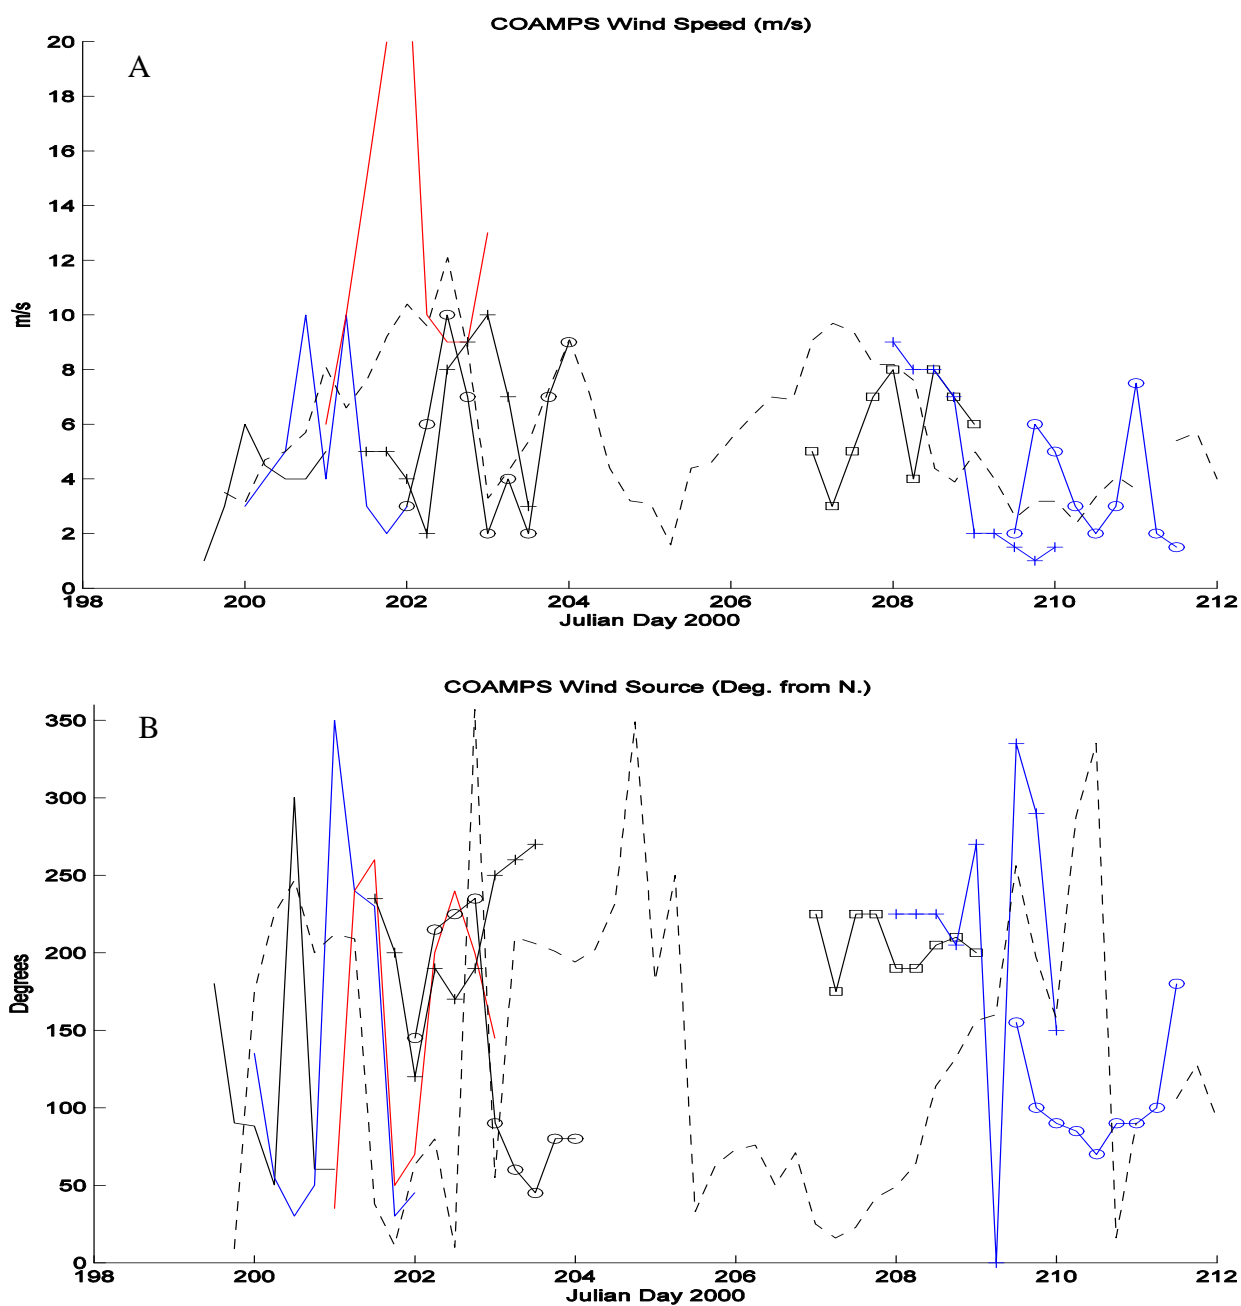 COAMPS Wind Speed (m/s)
A
20
18
16
14
12
10
8
6
4
2
0
m/s
198 200 202 204 206 208 210 212
Julian Day 2000
COAMPS Wind Source (Deg. from N.)
B
350
300
250
200
150
100
50
0
Degrees
198 200 202 204 206 208 210 212
Julian Day 2000